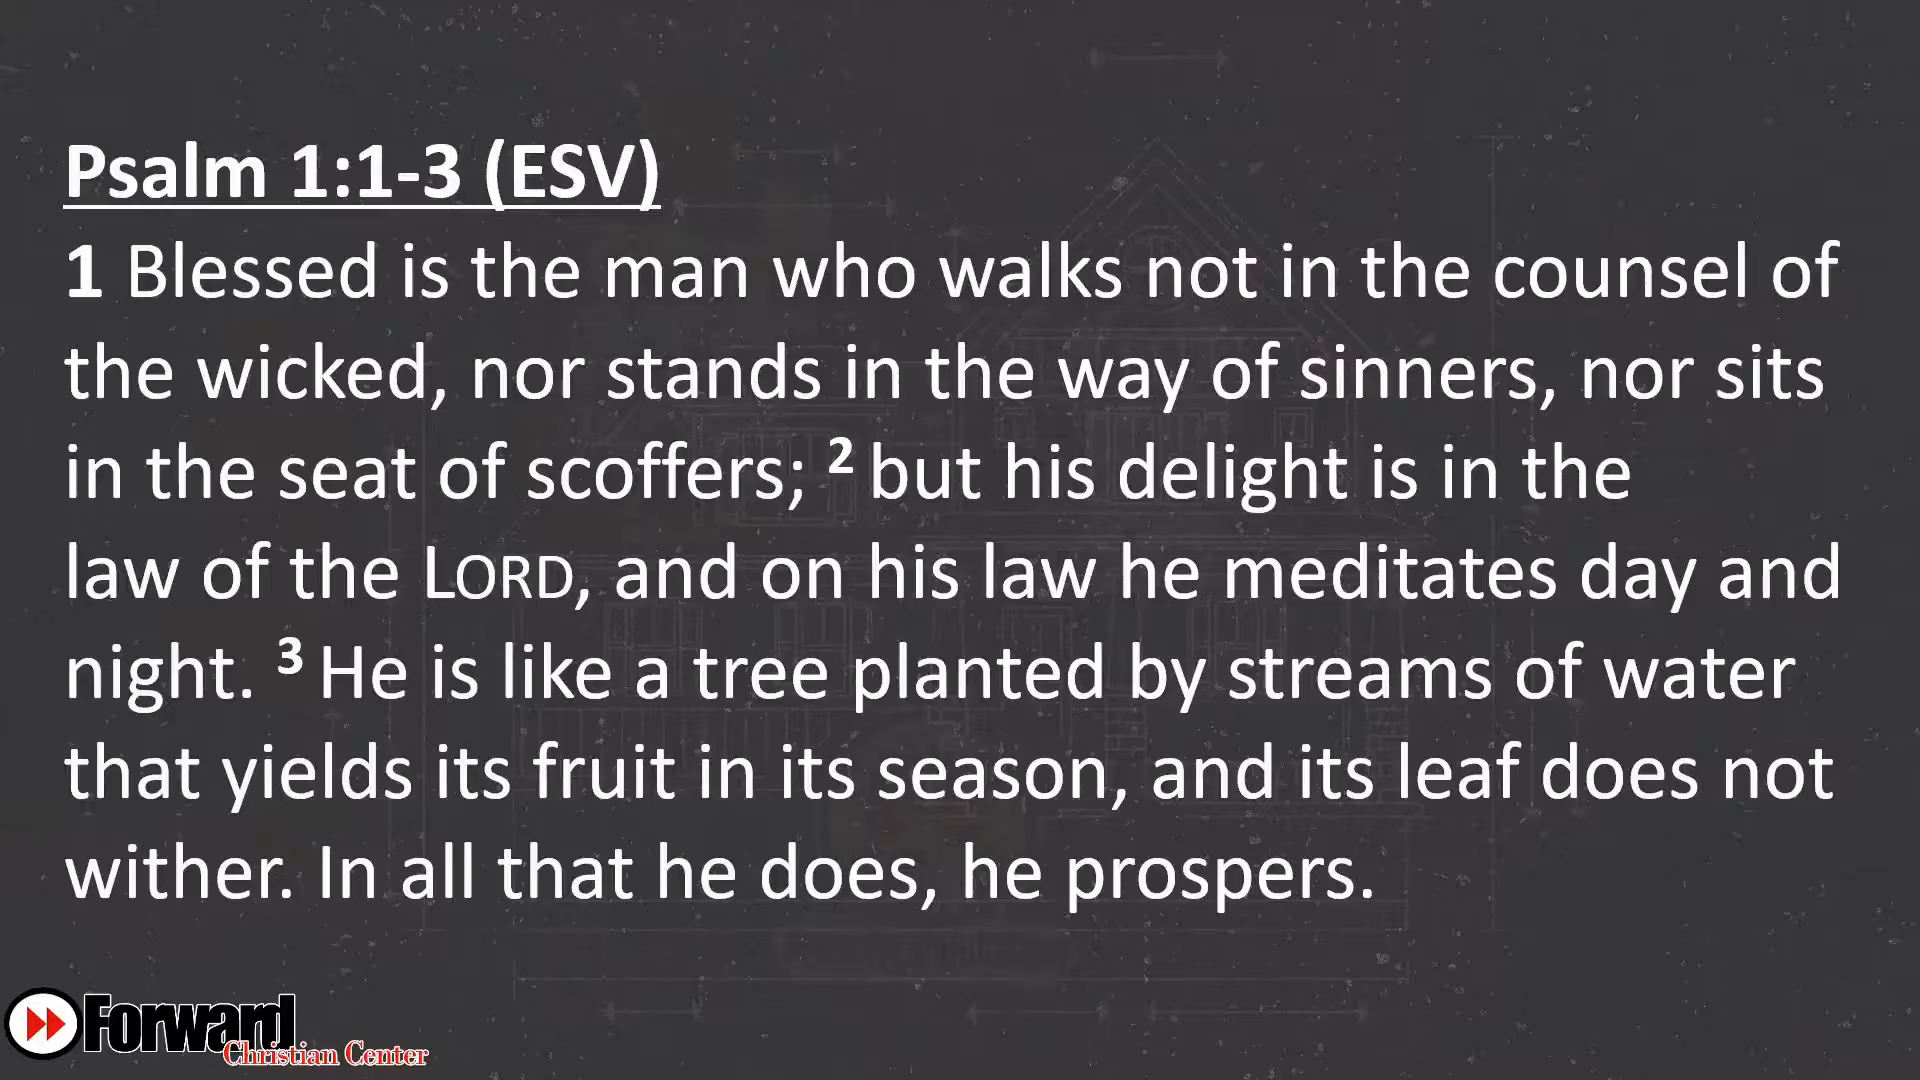 Psalm 1:1-3 (ESV)
1 Blessed is the man who walks not in the counsel of
the wicked, nor stands in the way of sinners, nor sits
in the seat of scoffers; 2 but his delight is in the
law of the LORD, and on his law he meditates day and
night. 3 He is like a tree planted by streams of water
that yields its fruit in its season, and its leaf does not
wither. In all that he does, he prospers.
Forward
Christian Center